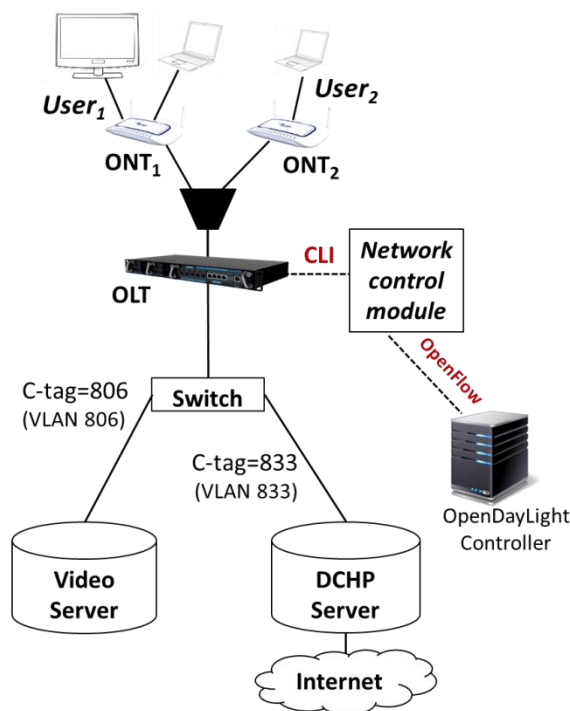 User1
User2
ONT1
ONT2
CLI
Network
control
module
OLT
OpenFlow
C-tag=806
(VLAN 806)
Switch
C-tag=833
(VLAN 833)
OpenDayLight
Controller
Video
Server
DCHP
Server
Internet